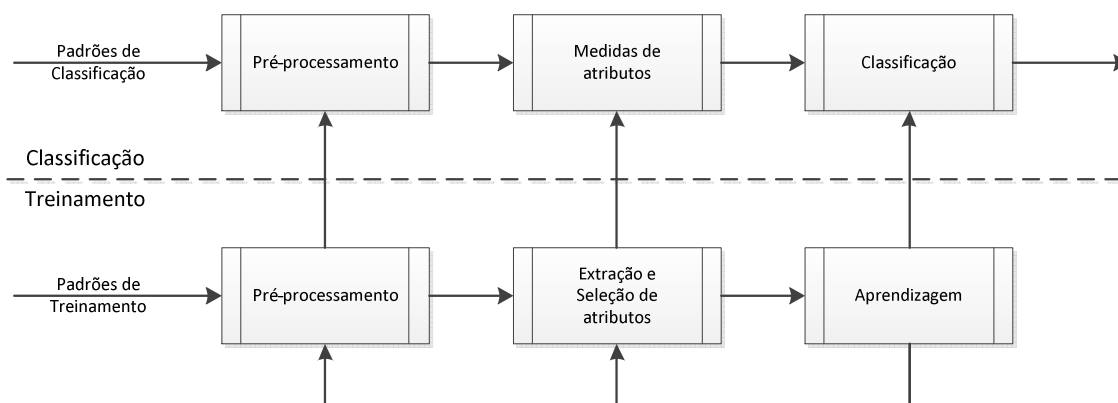 Padrões de
Classificação
Pré-processamento
Medidas de
atributos
Classificação
Classificação
Treinamento
Padrões de
Treinamento
Pré-processamento
Extração e
Seleção de
atributos
Aprendizagem